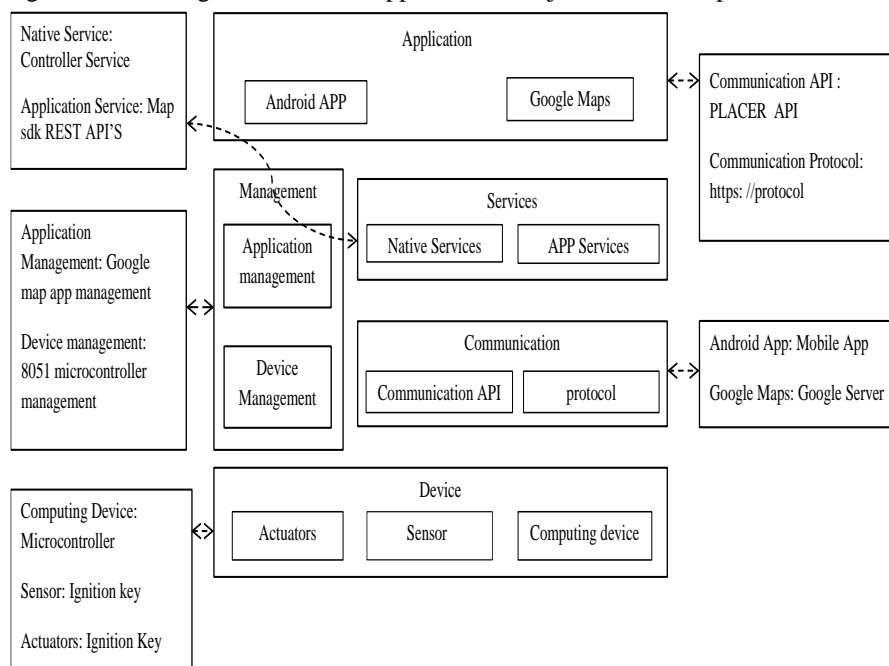 Native Service:
Controller Service
Application Service: Map
sdk REST API'S
Application
Android APP
Google Maps
Communication API :
PLACER API
Communication Protocol:
https: //protocol
Management
Application
management
Device
Management
Services
Native Services
APP Services
Application
Management: Google
map app management
Device management:
8051 microcontroller
management
Communication
Communication API
protocol
Android App: Mobile App
Google Maps: Google Server
Computing Device:
Microcontroller
Sensor: Ignition key
Actuators: Ignition Key
Device
Actuators
Sensor
Computing device